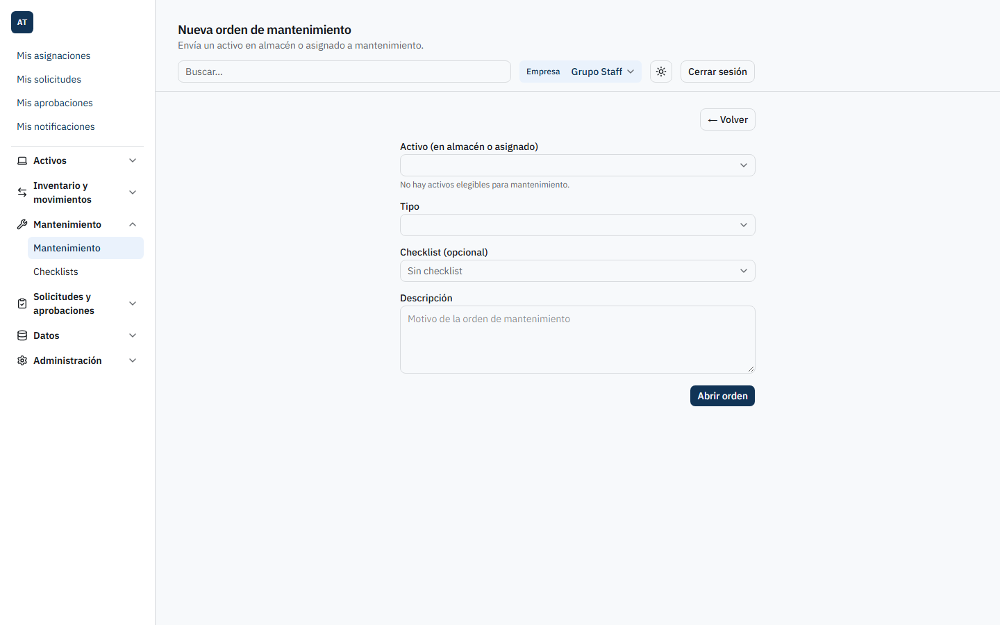 AT
Mis asignaciones
Mis solicitudes
Mis aprobaciones
Mis notificaciones
Activos
Inventario y
movimientos
Mantenimiento
Mantenimiento
Checklists
Solicitudes y
aprobaciones
Datos
Administración
Nueva orden de mantenimiento
Envía un activo en almacén o asignado a mantenimiento.
Buscar...
Empresa Grupo Staff
Cerrar sesión
← Volver
Activo (en almacén o asignado)
No hay activos elegibles para mantenimiento.
Tipo
Checklist (opcional)
Sin checklist
Descripción
Motivo de la orden de mantenimiento
Abrir orden